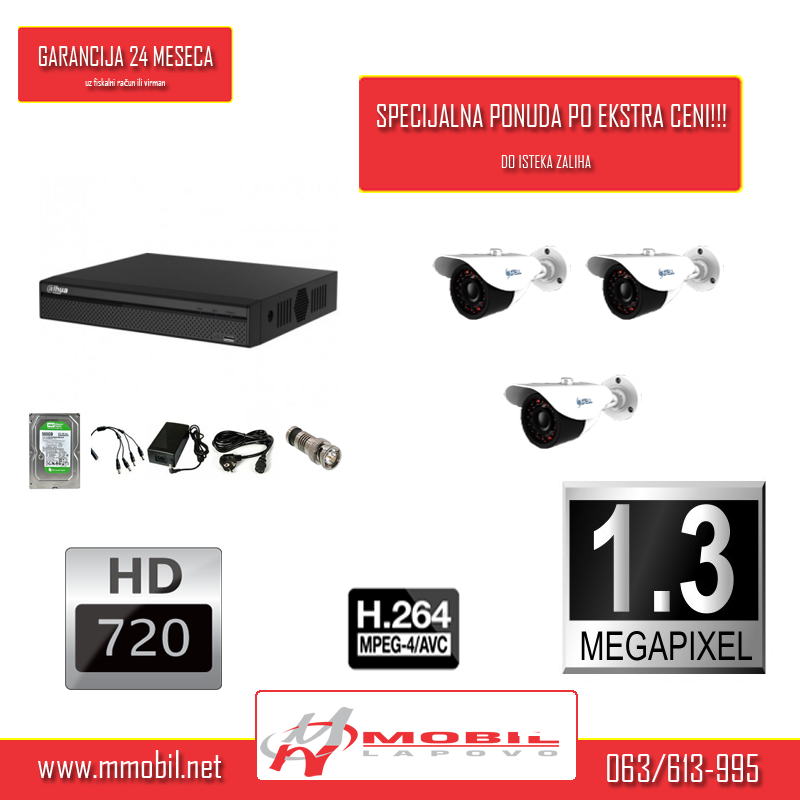 GARANCIJA 24 MESECA
uz fiskalni račun ili virman
SPECIJALNA PONUDA PO EKSTRA CENI!!!
DO ISTEKA ZALIHA
alhua
HD
720
H.264
MPEG-4/AVC
1.3
MEGAPIXEL
MOBIL
LAPOVO
www.mmobil.net
063/613-995